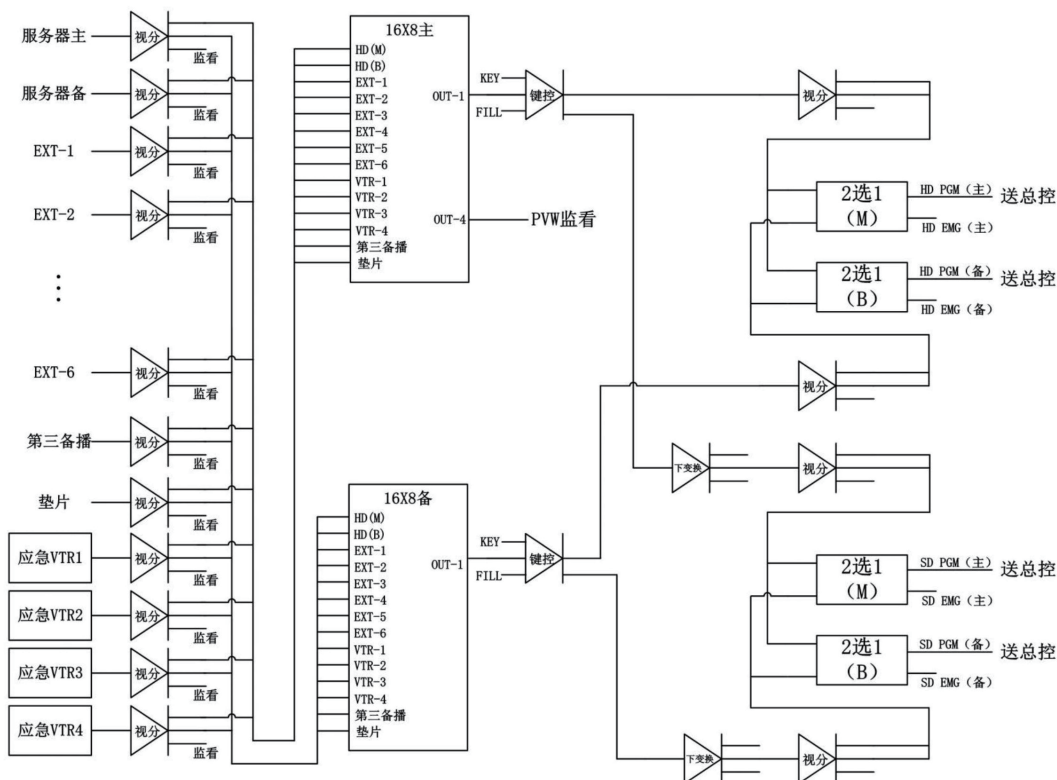 服务器主
视分
监看
服务器备
视分
监看
EXT-1
视分
监看
EXT-2
视分
监看
EXT-6
视分
监看
第三备播
视分
监看
垫片
视分
监看
应急VTR1
视分
监看
应急VTR2
视分
监看
应急VTR3
视分
监看
应急VTR4
视分
监看
16X8主
HD(M)
HD(B)
EXT-1
EXT-2
EXT-3
EXT-4
EXT-5
EXT-6
VTR-1
VTR-2
VTR-3
VTR-4
第三备播
垫片
OUT-1
OUT-4
PVW监看
KEY
FILL
键控
16X8备
HD(M)
HD(B)
EXT-1
EXT-2
EXT-3
EXT-4
EXT-5
EXT-6
VTR-1
VTR-2
VTR-3
VTR-4
第三备播
垫片
OUT-1
KEY
FILL
键控
视分
2选1
(M)
HD PGM（主）
送总控
HD EMG（主）
2选1
(B)
HD PGM（备）
送总控
HD EMG（备）
视分
下变换
视分
2选1
(M)
SD PGM（主）
送总控
SD EMG（主）
2选1
(B)
SD PGM（备）
送总控
SD EMG（备）
下变换
视分